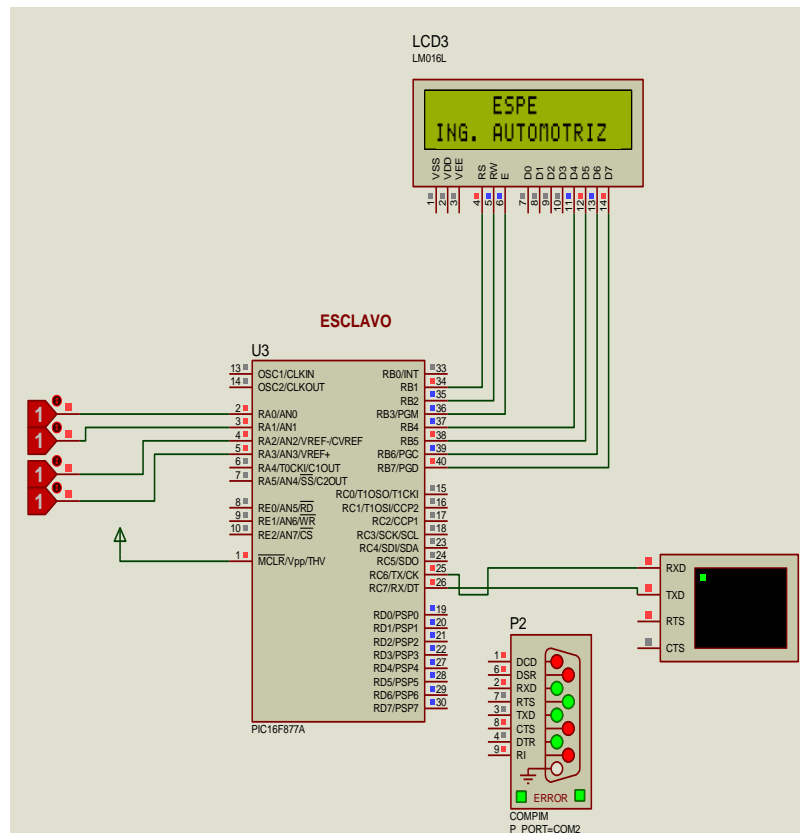 LCD3
LM016L
ESPE
ING. AUTOMOTRIZ
VSS VDD VEE RS RW E D0 D1 D2 D3 D4 D5 D6 D7
1 2 3 4 5 6 7 8 9 10 11 12 13 14
ESCLAVO
U3
13 OSC1/CLKIN RB0/INT 33
14 OSC2/CLKOUT RB1 34
RB2 35
1 2 RA0/AN0 RB3/PGM 36
1 3 RA1/AN1 RB4 37
4 RA2/AN2/VREF-/CVREF RB5 38
1 5 RA3/AN3/VREF+ RB6/PGC 39
1 6 RA4/T0CKI/C1OUT RB7/PGD 40
7 RA5/AN4/SS/C2OUT
RC0/T1OSO/T1CKI 15
8 RE0/AN5/RD RC1/T1OSI/CCP2 16
9 RE1/AN6/WR RC2/CCP1 17
10 RE2/AN7/CS RC3/SCK/SCL 18
RC4/SDI/SDA 23
1 MCLR/Vpp/THV RC5/SDO 24
RC6/TX/CK 25
RC7/RX/DT 26
RXD
TXD
RTS
CTS
RD0/PSP0 19
RD1/PSP1 20
RD2/PSP2 21
RD3/PSP3 22
RD4/PSP4 27
RD5/PSP5 28
RD6/PSP6 29
RD7/PSP7 30
PIC16F877A
P2
1 DCD
6 DSR
2 RXD
7 RTS
3 TXD
8 CTS
4 DTR
9 RI
ERROR
COMPIM
P_PORT=COM2